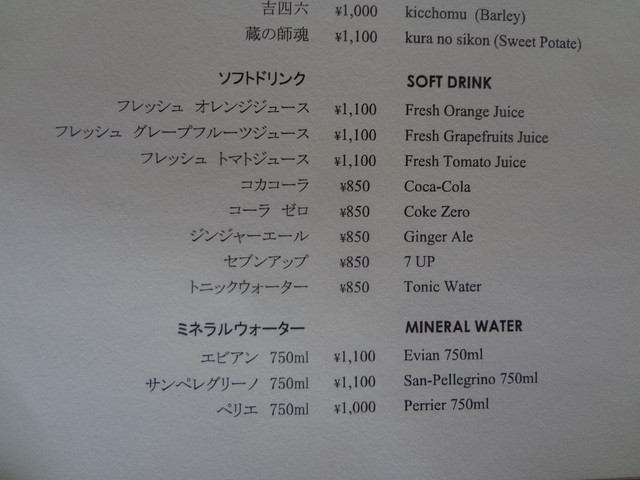 吉四六 ¥1,000 kicchomu (Barley)
蔵の師魂 ¥1,100 kura no sikon (Sweet Potate)
ソフトドリンク SOFT DRINK
フレッシュ オレンジジュース ¥1,100 Fresh Orange Juice
フレッシュ グレープフルーツジュース ¥1,100 Fresh Grapefruits Juice
フレッシュ トマトジュース ¥1,100 Fresh Tomato Juice
コカコーラ ¥850 Coca-Cola
コーラ ゼロ ¥850 Coke Zero
ジンジャーエール ¥850 Ginger Ale
セブンアップ ¥850 7 UP
トニックウォーター ¥850 Tonic Water
ミネラルウォーター MINERAL WATER
エビアン 750ml ¥1,100 Evian 750ml
サンペレグリーノ 750ml ¥1,100 San-Pellegrino 750ml
ペリエ 750ml ¥1,000 Perrier 750ml